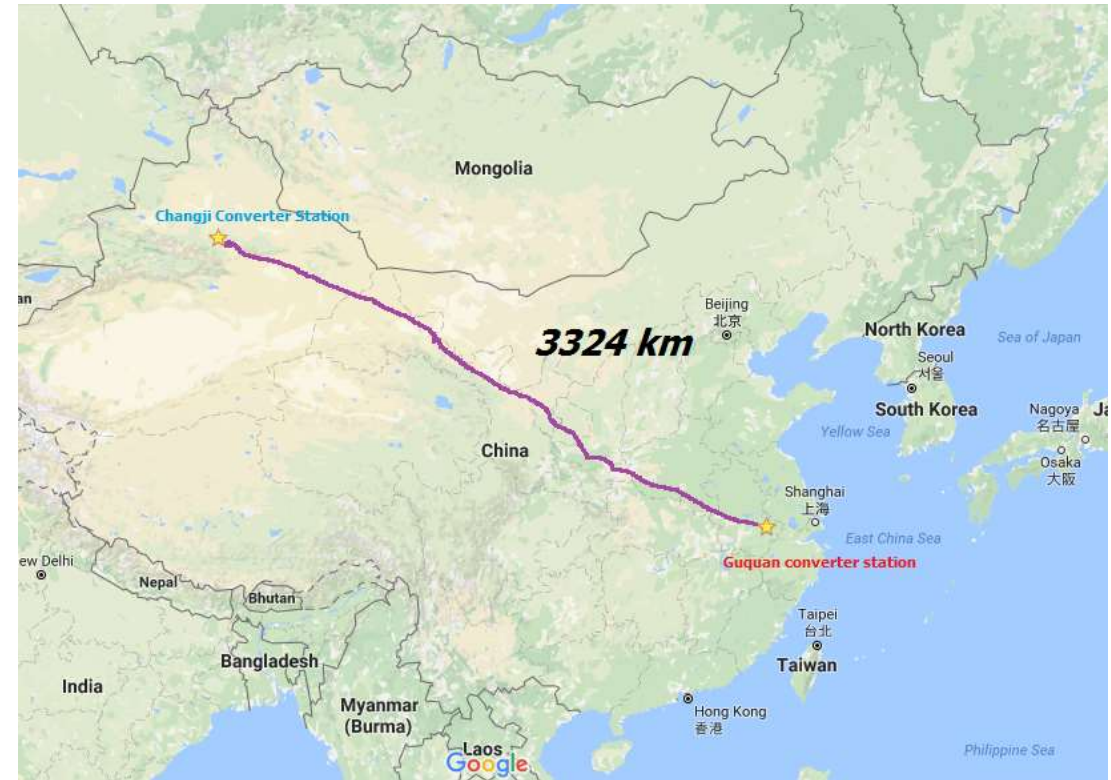 Mongolia
Changji Converter Station
an
Beijing
北京
3324 km
North Korea
Sea of Japan
Seoul
서울
South Korea
Nagoya
名古屋
Ja
Yellow Sea
China
Osaka
大阪
Shanghai
上海
East China Sea
ew Delhi
Guquan converter station
Nepal
Bhutan
Taipei
台北
Bangladesh
Taiwan
India
Myanmar
(Burma)
Hong Kong
香港
Laos
Google
Philippine Sea